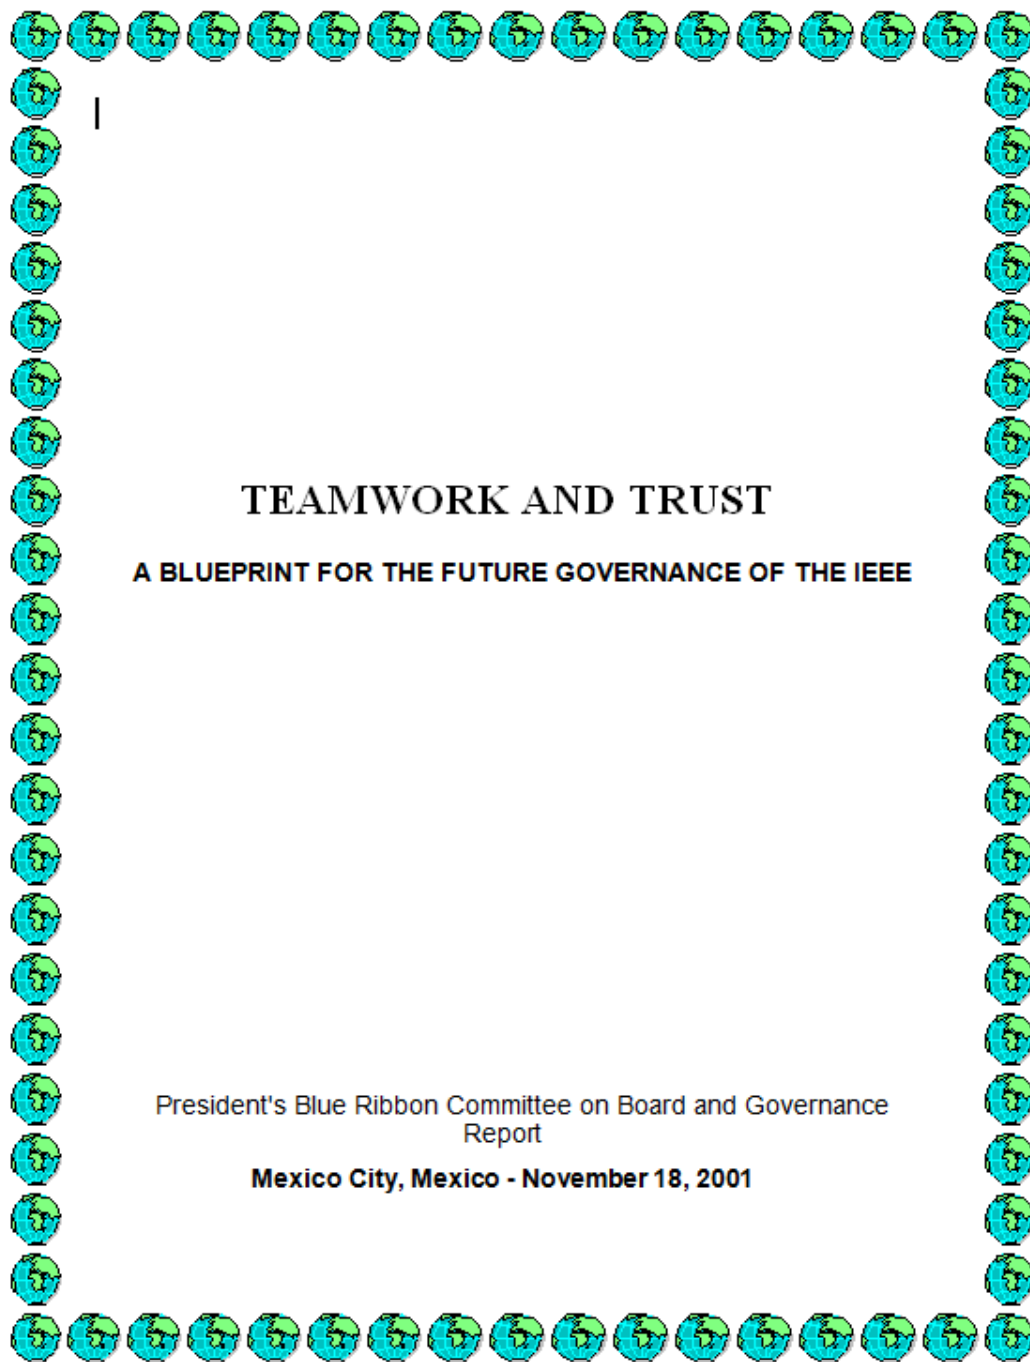 TEAMWORK AND TRUST
A BLUEPRINT FOR THE FUTURE GOVERNANCE OF THE IEEE
President's Blue Ribbon Committee on Board and Governance
Report
Mexico City, Mexico - November 18, 2001